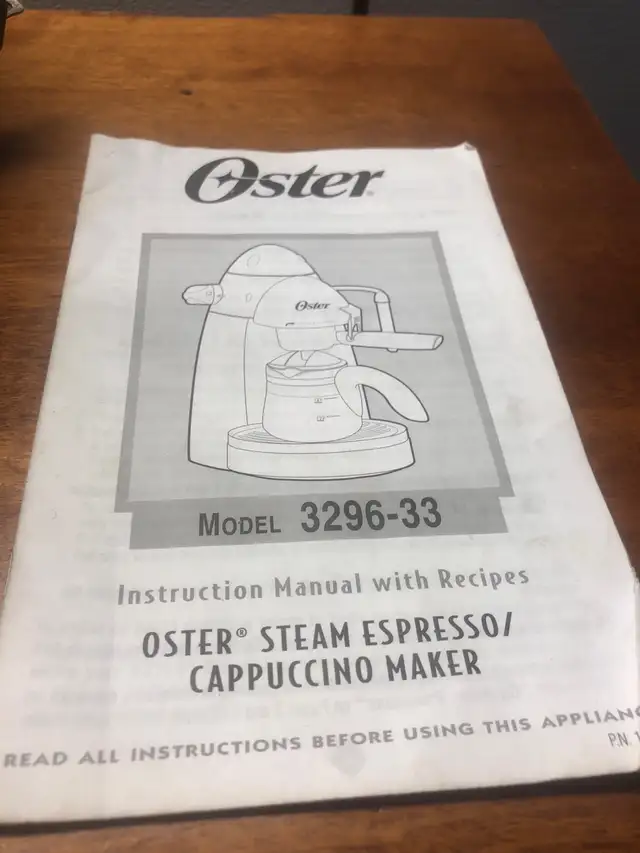 Oster®
Oster
MODEL 3296-33
Instruction Manual with Recipes
OSTER® STEAM ESPRESSO/
CAPPUCCINO MAKER
READ ALL INSTRUCTIONS BEFORE USING THIS
P.N.